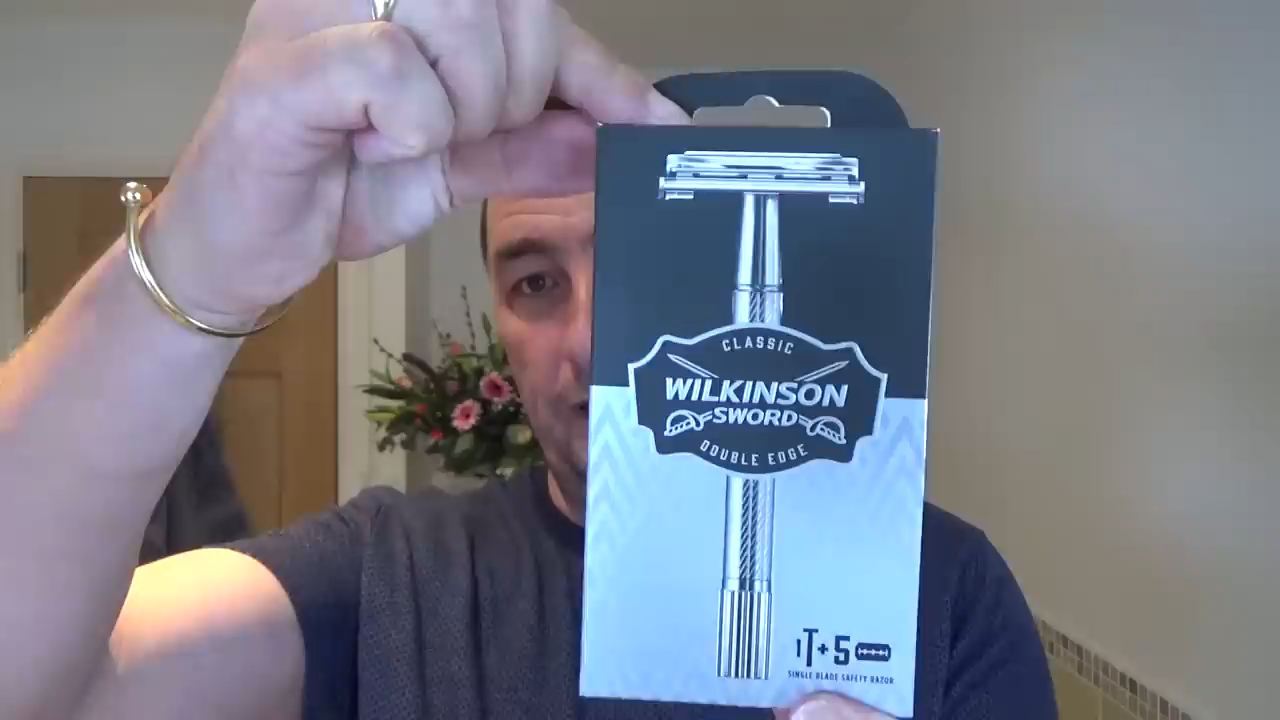 CLASSIC
WILKINSON
SWORD
DOUBLE EDGE
1 + 5
SINGLE BLADE SAFETY RAZOR